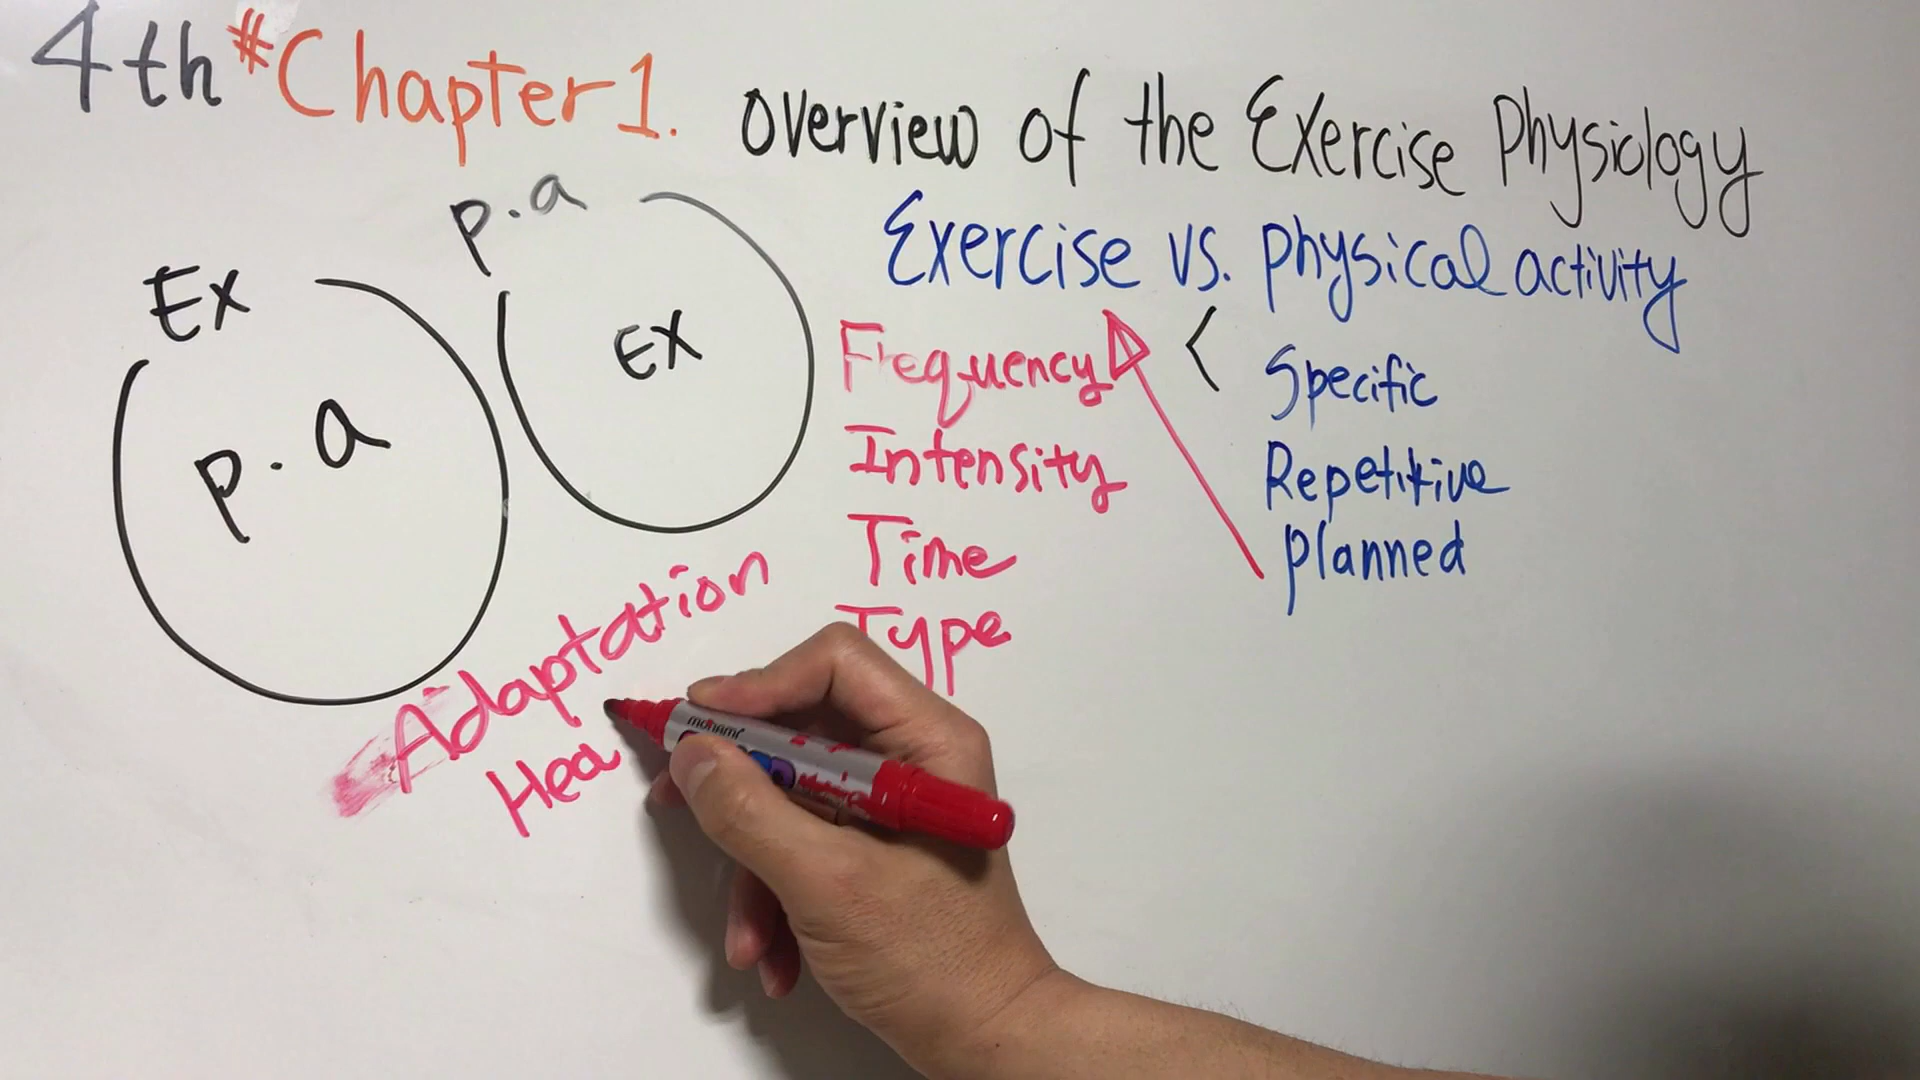 4th #Chapter 1.
Overview of the Exercise Physiology
Exercise vs. physical activity
Ex
p.a
p.a
EX
Frequency
Intensity
Time
Type
<
Specific
Repetitive
planned
Adaptation
Hea
monami